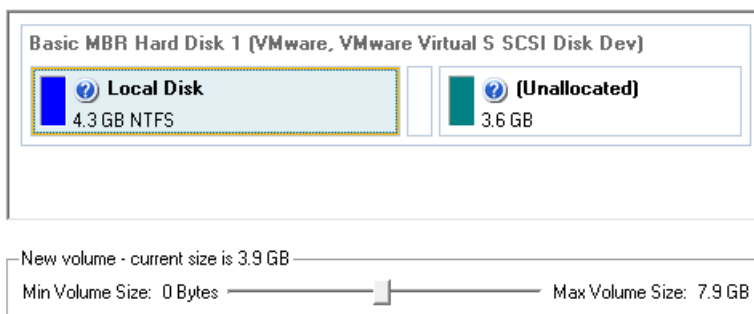 Basic MBR Hard Disk 1 (VMware, VMware Virtual S SCSI Disk Dev)
Local Disk
4.3 GB NTFS
(Unallocated)
3.6 GB
New volume - current size is 3.9 GB
Min Volume Size: 0 Bytes Max Volume Size: 7.9 GB